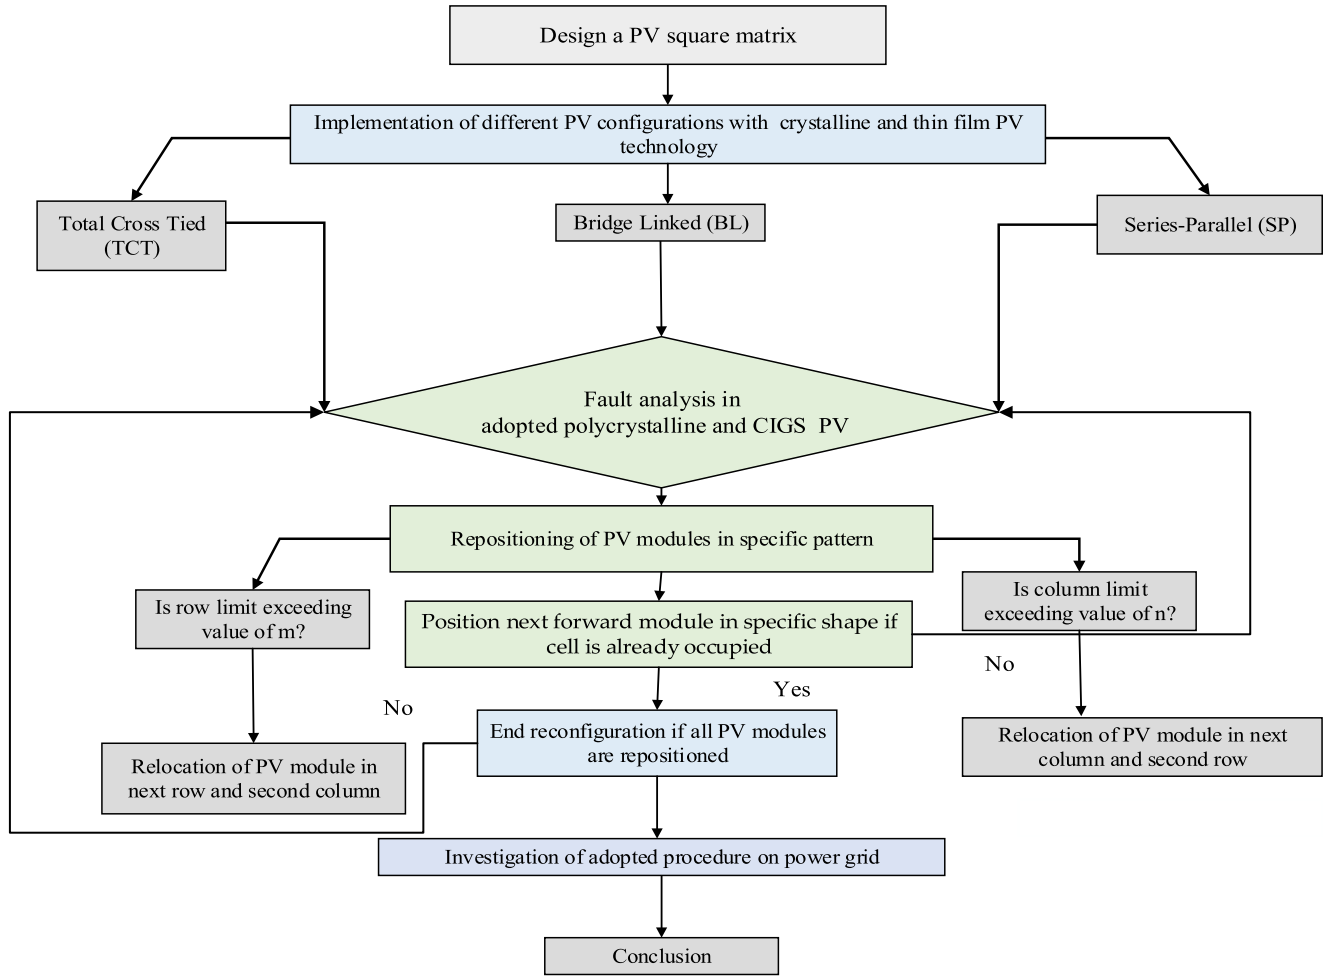 Design a PV square matrix
Implementation of different PV configurations with crystalline and thin film PV
technology
Total Cross Tied
(TCT)
Bridge Linked (BL)
Series-Parallel (SP)
Fault analysis in
adopted polycrystalline and CIGS PV
Repositioning of PV modules in specific pattern
Is row limit exceeding
value of m?
Position next forward module in specific shape if
cell is already occupied
Is column limit
exceeding value of n?
No
Yes
No
End reconfiguration if all PV modules
are repositioned
Relocation of PV module in
next row and second column
Relocation of PV module in next
column and second row
Investigation of adopted procedure on power grid
Conclusion